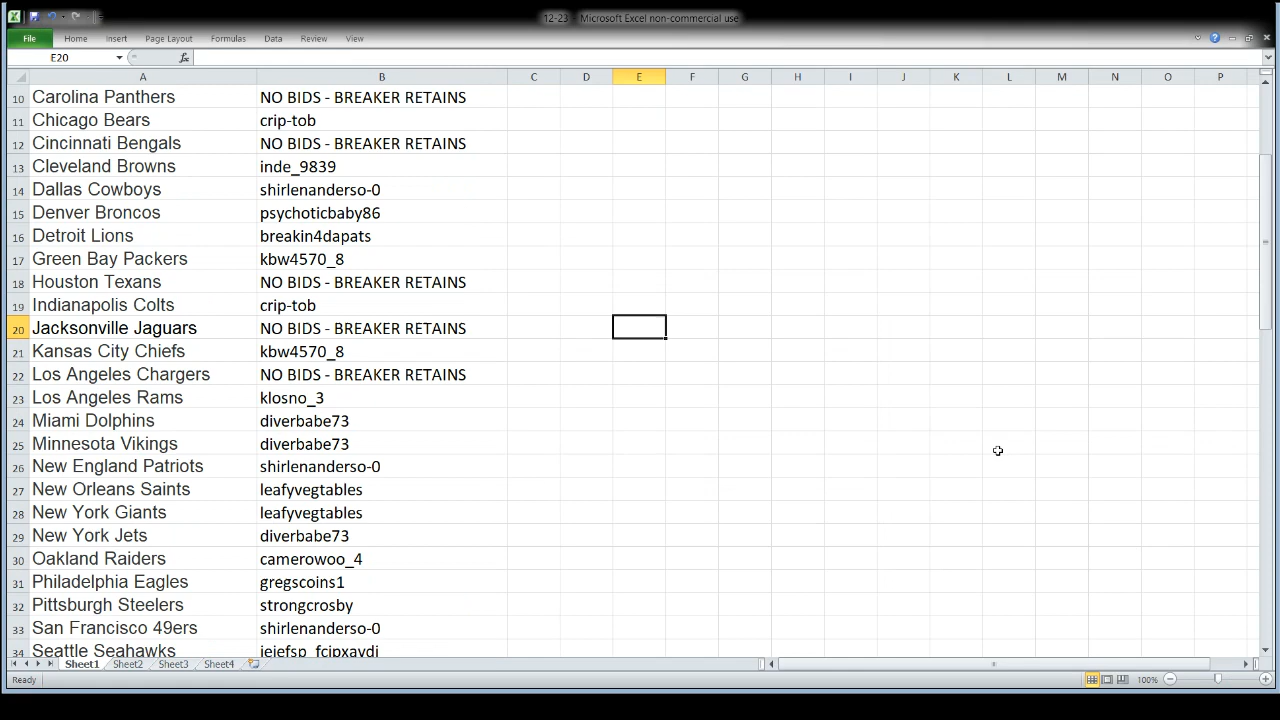 12-23 - Microsoft Excel non-commercial use
File Home Insert Page Layout Formulas Data Review View
E20 fx
A B C D E F G H I J K L M N O P
10 Carolina Panthers NO BIDS - BREAKER RETAINS
11 Chicago Bears crip-tob
12 Cincinnati Bengals NO BIDS - BREAKER RETAINS
13 Cleveland Browns inde_9839
14 Dallas Cowboys shirlenanderso-0
15 Denver Broncos psychoticbaby86
16 Detroit Lions breakin4dapats
17 Green Bay Packers kbw4570_8
18 Houston Texans NO BIDS - BREAKER RETAINS
19 Indianapolis Colts crip-tob
20 Jacksonville Jaguars NO BIDS - BREAKER RETAINS
21 Kansas City Chiefs kbw4570_8
22 Los Angeles Chargers NO BIDS - BREAKER RETAINS
23 Los Angeles Rams klosno_3
24 Miami Dolphins diverbabe73
25 Minnesota Vikings diverbabe73
26 New England Patriots shirlenanderso-0
27 New Orleans Saints leafyvegtables
28 New York Giants leafyvegtables
29 New York Jets diverbabe73
30 Oakland Raiders camerowoo_4
31 Philadelphia Eagles gregscoins1
32 Pittsburgh Steelers strongcrosby
33 San Francisco 49ers shirlenanderso-0
34 Seattle Seahawks
Sheet1 Sheet2 Sheet3 Sheet4
Ready 100%